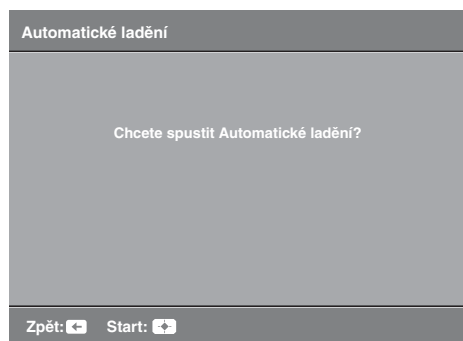 Automatické ladění
Chcete spustit Automatické ladění?
Zpět: Start: